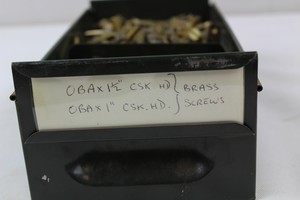 OBA X 1½" CSK HD } BRASS
OBA X 1" CSK. HD. } SCREWS